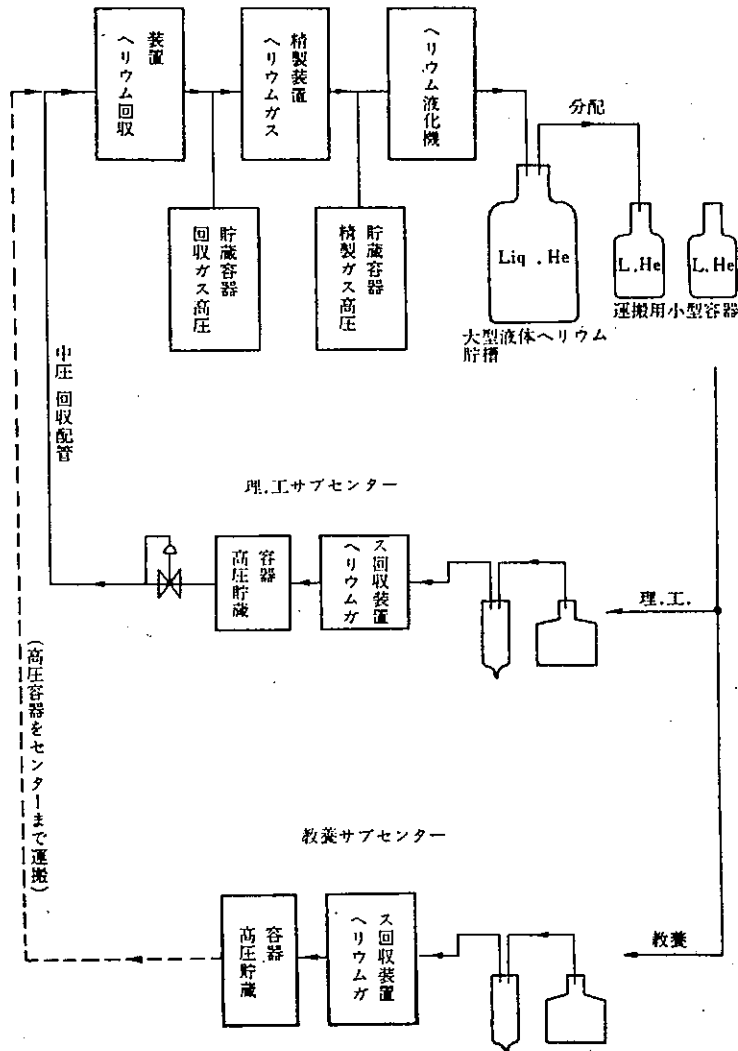 ヘリウム回収
装置
ヘリウムガス
精製装置
ヘリウム液化機
分配
回収ガス高圧
貯蔵容器
精製ガス高圧
貯蔵容器
Liq . He
L. He
L. He
大型液体ヘリウム
貯槽
運搬用小型容器
中圧 回収配管
理.工サブセンター
高圧貯蔵
容器
ヘリウムガ
ス回収装置
理.工.
(高圧容器をセンターまで運搬)
教養サブセンター
高圧貯蔵
容器
ヘリウムガ
ス回収装置
教養